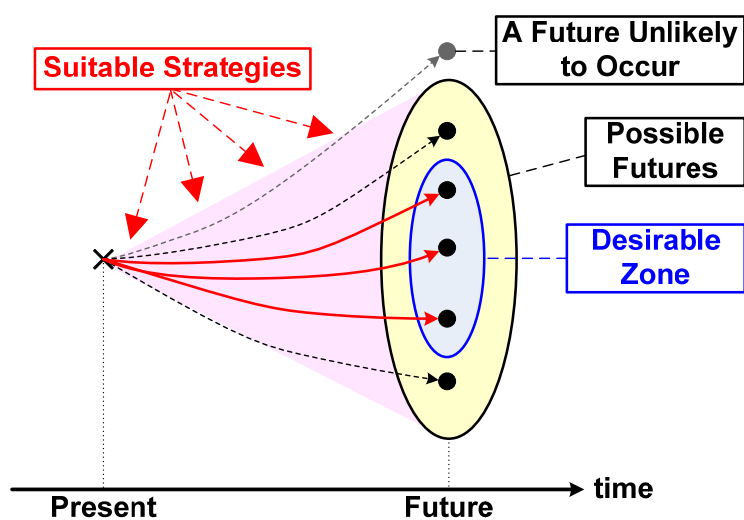 A Future Unlikely
to Occur
Suitable Strategies
Possible
Futures
Desirable
Zone
time
Present
Future